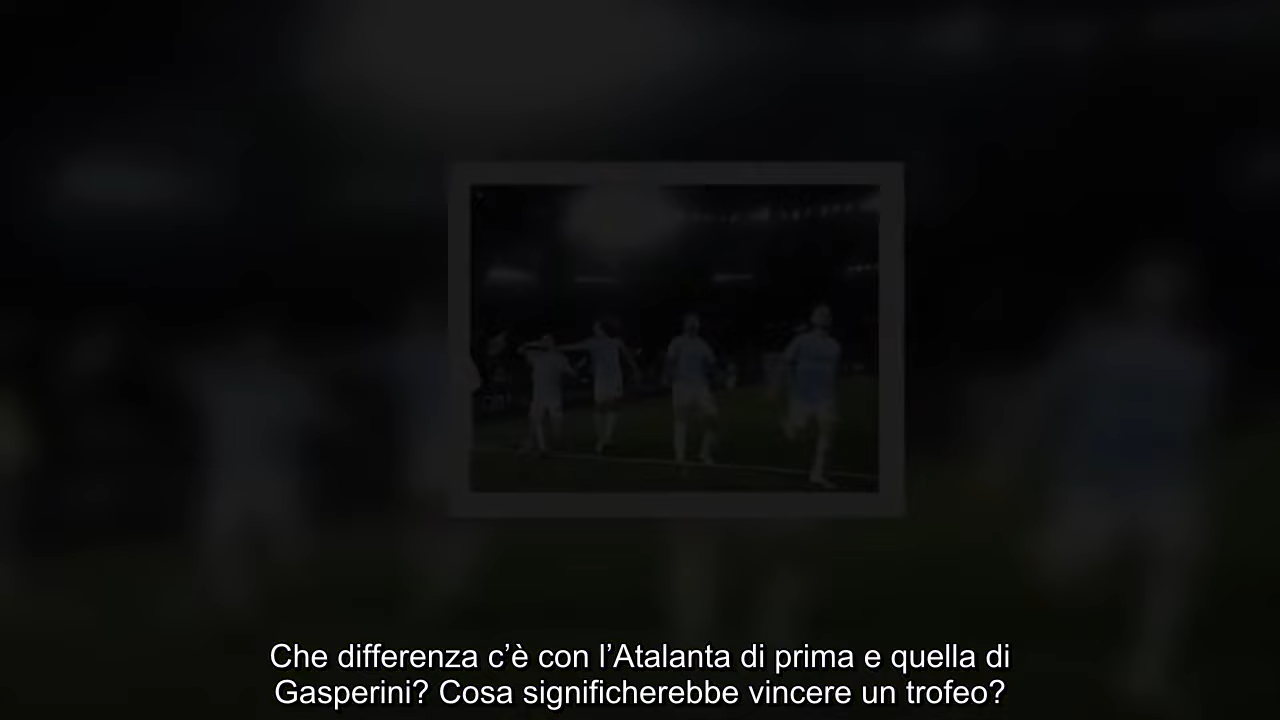 Che differenza c’è con l’Atalanta di prima e quella di
Gasperini? Cosa significherebbe vincere un trofeo?